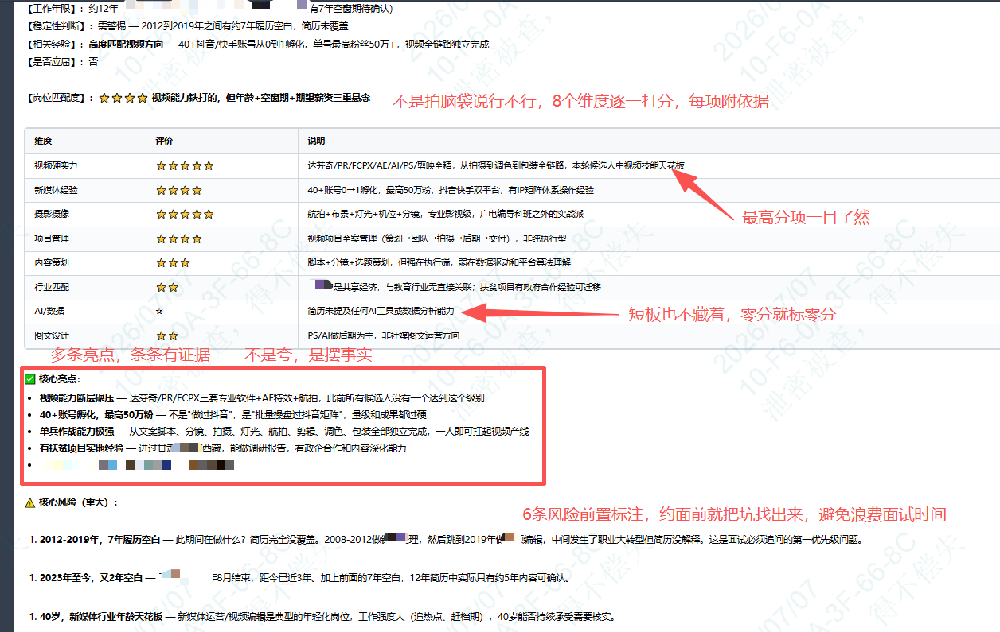 【工作年限】：约12年 有7年空窗期待确认)
【稳定性判断】：需警惕 — 2012到2019年之间有约7年履历空白，简历未覆盖
【相关经验】：高度匹配视频方向 — 40+抖音/快手账号从0到1孵化，单号最高粉丝50万+，视频全链路独立完成
【是否应届】：否
【岗位匹配度】：⭐⭐⭐⭐ 视频能力铁打的，但年龄+空窗期+期望薪资三重悬念
不是拍脑袋说行不行，8个维度逐一打分，每项附依据
维度 评价 说明
视频硬实力 ⭐⭐⭐⭐⭐ 达芬奇/PR/FCPX/AE/AI/PS/剪映全精，从拍摄到调色到包装全链路，本轮候选人中视频技能天花板
新媒体经验 ⭐⭐⭐⭐ 40+账号0→1孵化，最高50万粉，抖音快手双平台，有IP矩阵体系操作经验
摄影摄像 ⭐⭐⭐⭐⭐ 航拍+布景+灯光+机位+分镜，专业影视级，广电编导科班之外的实战派
最高分项一目了然
项目管理 ⭐⭐⭐⭐ 视频项目全案管理（策划→团队→拍摄→后期→交付），非纯执行型
内容策划 ⭐⭐⭐ 脚本+分镜+选题策划，但强在执行端，弱在数据驱动和平台算法理解
行业匹配 ⭐⭐ 是共享经济，与教育行业无直接关联；扶贫项目有政府合作经验可迁移
AI/数据 ☆ 简历未提及任何AI工具或数据分析能力
短板也不藏着，零分就标零分
图文设计 ⭐⭐ PS/AI做后期为主，非社媒图文运营方向
多条亮点，条条有证据——不是夸，是摆事实
✅ 核心亮点：
• 视频能力断层碾压 — 达芬奇/PR/FCPX三套专业软件+AE特效+航拍，此前所有候选人没有一个达到这个级别
• 40+账号孵化，最高50万粉 — 不是"做过抖音"，是"批量操盘过抖音矩阵"，量级和成果都过硬
• 单兵作战能力极强 — 从文案脚本、分镜、拍摄、灯光、航拍、剪辑、调色、包装全部独立完成，一人即可扛起视频产线
• 有扶贫项目实地经验 — 进过甘肃 西藏，能做调研报告，有政企合作和内容深化能力
⚠ 核心风险（重大）：
6条风险前置标注，约面前就把坑找出来，避免浪费面试时间
1. 2012-2019年，7年履历空白 — 此期间在做什么？简历完全没覆盖。2008-2012做 理，然后跳到2019年做 编辑，中间发生了职业大转型但简历没解释。这是面试必须追问的第一优先级问题。
1. 2023年至今，又2年空白 — 年8月结束，距今已近3年。加上前面的7年空白，12年简历中实际只有约5年内容可确认。
1. 40岁，新媒体行业年龄天花板 — 新媒体运营/视频编辑是典型的年轻化岗位，工作强度大（追热点、赶档期），40岁能否持续承受需要核实。